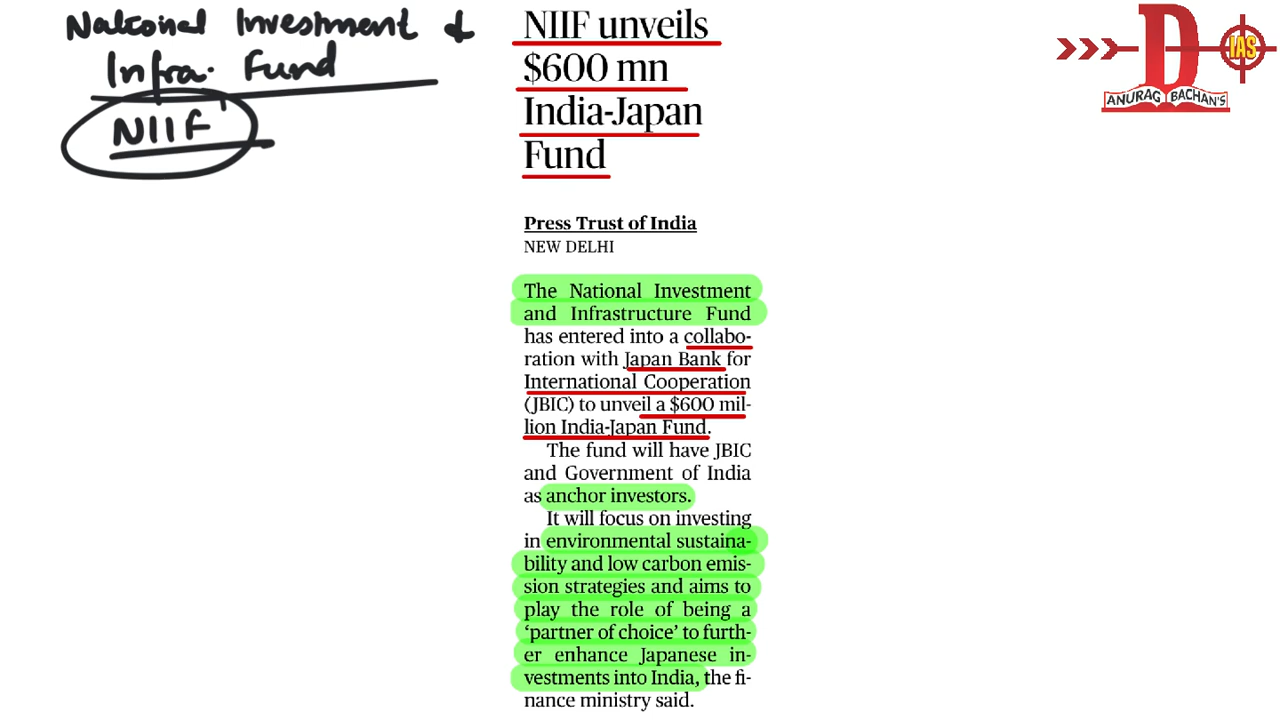 National Investment &
Infra. Fund
NIIF
NIIF unveils
$600 mn
India-Japan
Fund
Press Trust of India
NEW DELHI
The National Investment
and Infrastructure Fund
has entered into a collabo-
ration with Japan Bank for
International Cooperation
(JBIC) to unveil a $600 mil-
lion India-Japan Fund.
The fund will have JBIC
and Government of India
as anchor investors.
It will focus on investing
in environmental sustaina-
bility and low carbon emis-
sion strategies and aims to
play the role of being a
‘partner of choice’ to furth-
er enhance Japanese in-
vestments into India, the fi-
nance ministry said.
D IAS
ANURAG BACHAN'S